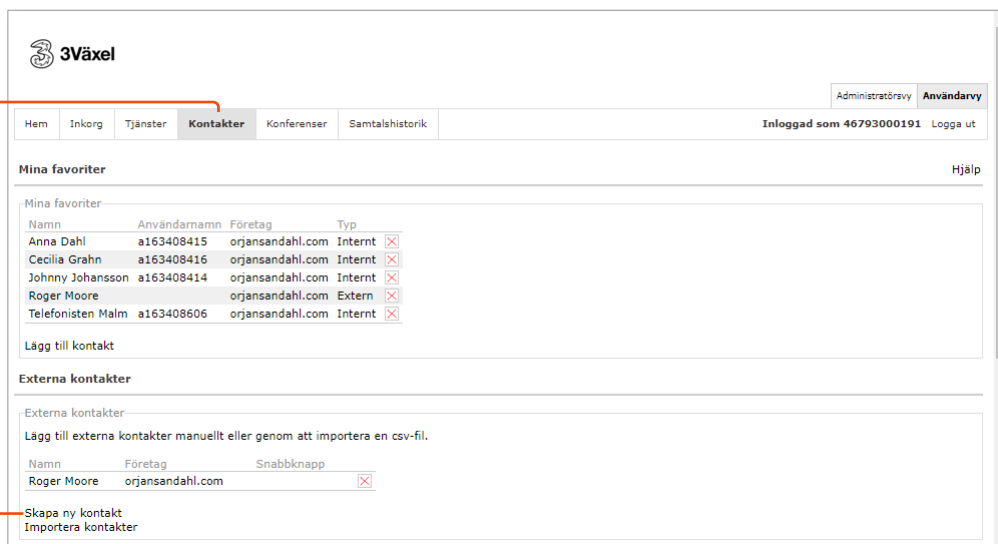 3Växel
Administratörsvy Användarvy
Hem Inkorg Tjänster Kontakter Konferenser Samtalshistorik Inloggad som 46793000191 Logga ut
Mina favoriter Hjälp
Mina favoriter
Namn Användarnamn Företag Typ
Anna Dahl a163408415 orjansandahl.com Internt
Cecilia Grahn a163408416 orjansandahl.com Internt
Johnny Johansson a163408414 orjansandahl.com Internt
Roger Moore orjansandahl.com Extern
Telefonisten Malm a163408606 orjansandahl.com Internt
Lägg till kontakt
Externa kontakter
Externa kontakter
Lägg till externa kontakter manuellt eller genom att importera en csv-fil.
Namn Företag Snabbknapp
Roger Moore orjansandahl.com
Skapa ny kontakt
Importera kontakter